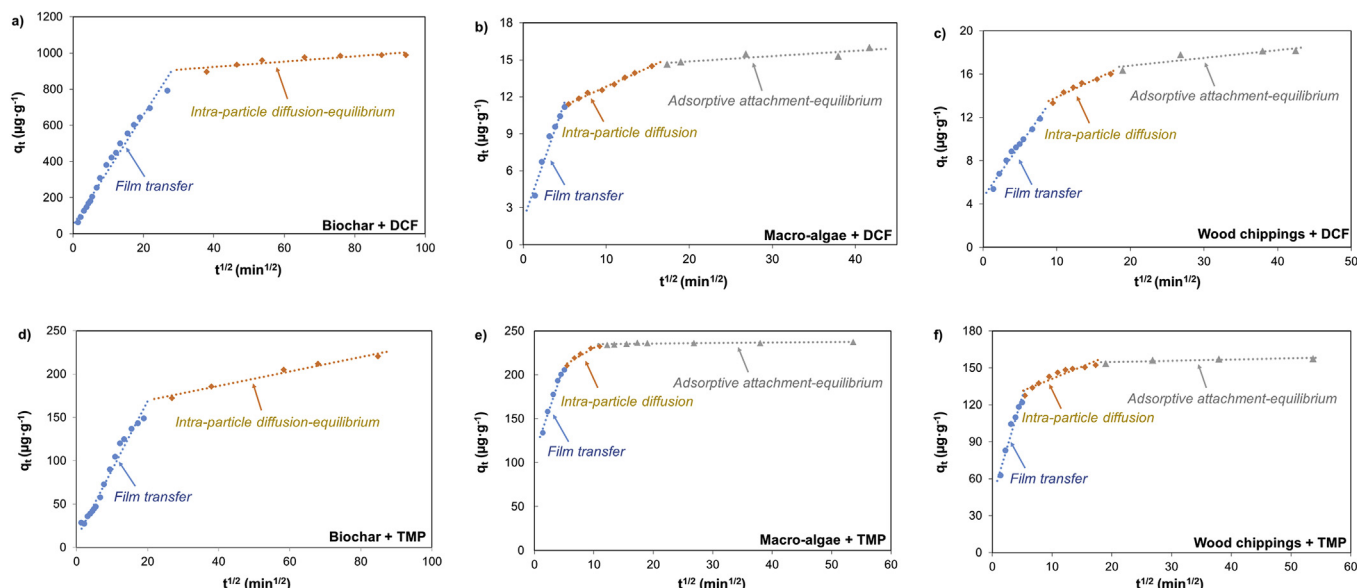 a)
1200
1000
800
600
400
200
0
0 20 40 60 80 100
qt (µg·g-1)
t1/2 (min1/2)
Intra-particle diffusion-equilibrium
Film transfer
Biochar + DCF
b)
18
15
12
9
6
3
0
0 10 20 30 40
qt (µg·g-1)
t1/2 (min1/2)
Adsorptive attachment-equilibrium
Intra-particle diffusion
Film transfer
Macro-algae + DCF
c)
20
16
12
8
4
0
0 10 20 30 40 50
qt (µg·g-1)
t1/2 (min1/2)
Adsorptive attachment-equilibrium
Intra-particle diffusion
Film transfer
Wood chippings + DCF
d)
250
200
150
100
50
0
0 20 40 60 80 100
qt (µg·g-1)
t1/2 (min1/2)
Intra-particle diffusion-equilibrium
Film transfer
Biochar + TMP
e)
250
200
150
100
50
0
0 10 20 30 40 50 60
qt (µg·g-1)
t1/2 (min1/2)
Adsorptive attachment-equilibrium
Intra-particle diffusion
Film transfer
Macro-algae + TMP
f)
180
150
120
90
60
30
0
0 10 20 30 40 50 60
qt (µg·g-1)
t1/2 (min1/2)
Adsorptive attachment-equilibrium
Intra-particle diffusion
Film transfer
Wood chippings + TMP